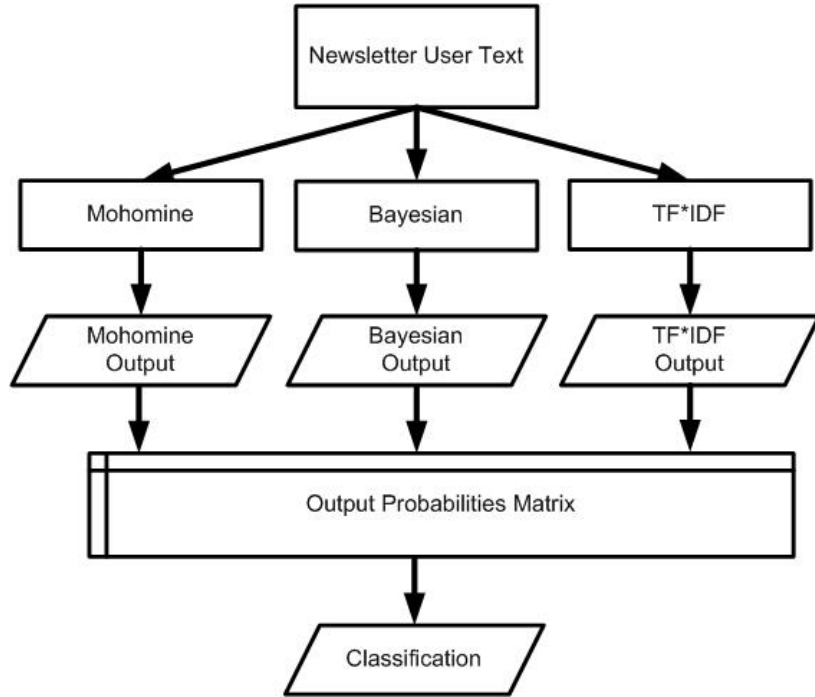 Newsletter User Text
Mohomine
Bayesian
TF*IDF
Mohomine
Output
Bayesian
Output
TF*IDF
Output
Output Probabilities Matrix
Classification